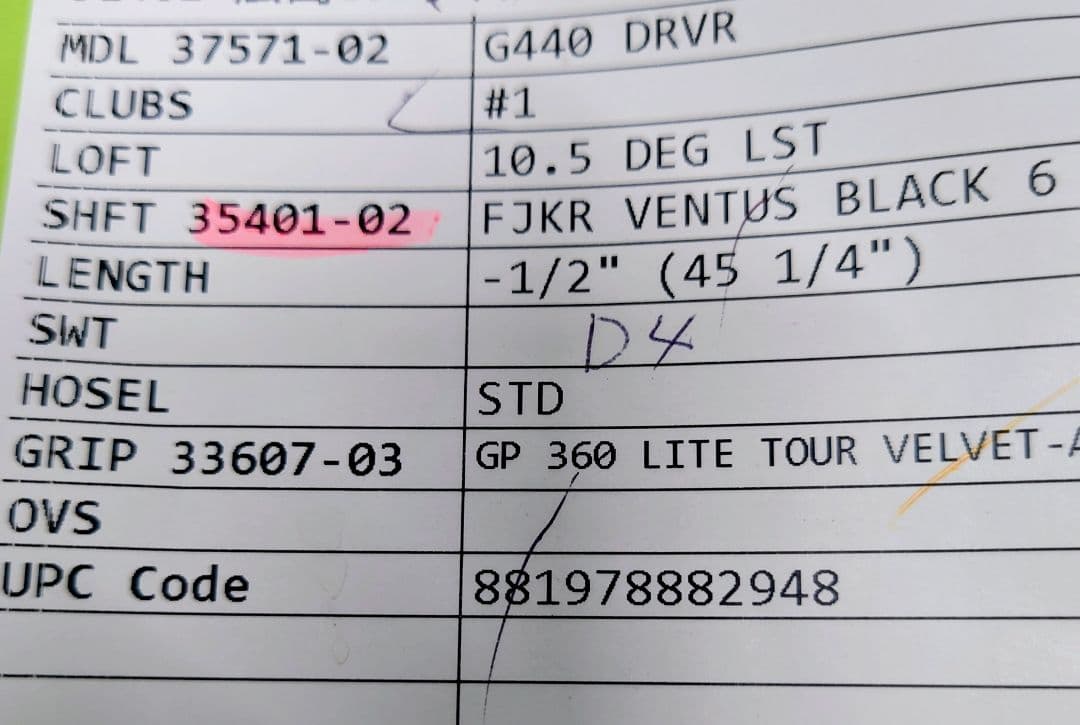 MDL 37571-02 G440 DRVR
CLUBS #1
LOFT 10.5 DEG LST
SHFT 35401-02 FJKR VENTUS BLACK 6
LENGTH -1/2" (45 1/4")
SWT D4
HOSEL STD
GRIP 33607-03 GP 360 LITE TOUR VELVET-A
OVS
UPC Code 881978882948